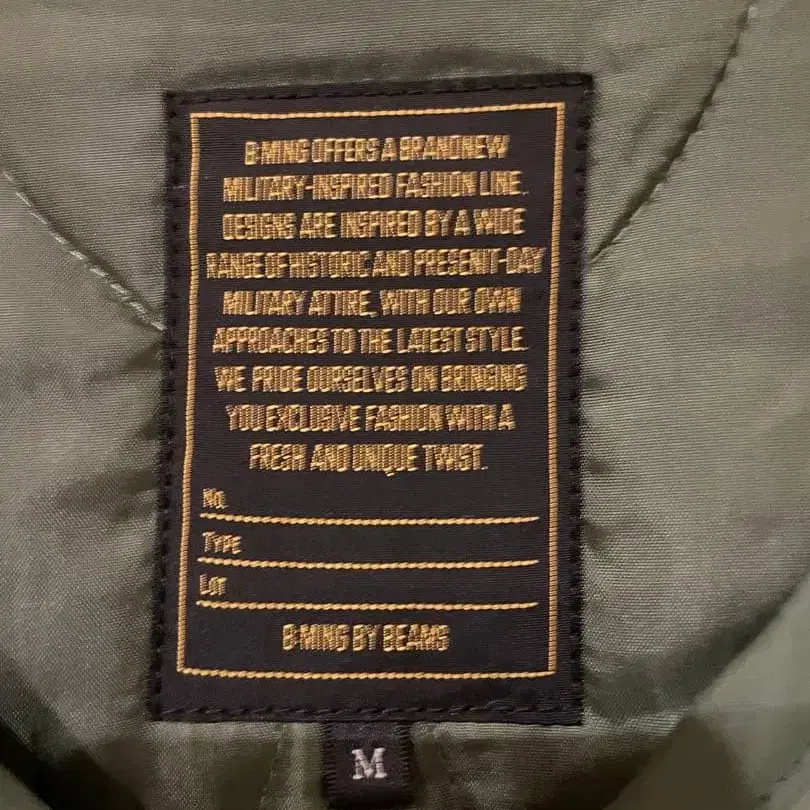 B:MING OFFERS A BRANDNEW
MILITARY-INSPIRED FASHION LINE.
DESIGNS ARE INSPIRED BY A WIDE
RANGE OF HISTORIC AND PRESENT-DAY
MILITARY ATTIRE, WITH OUR OWN
APPROACHES TO THE LATEST STYLE.
WE PRIDE OURSELVES ON BRINGING
YOU EXCLUSIVE FASHION WITH A
FRESH AND UNIQUE TWIST.
No.
TYPE
LOT
B:MING BY BEAMS
M